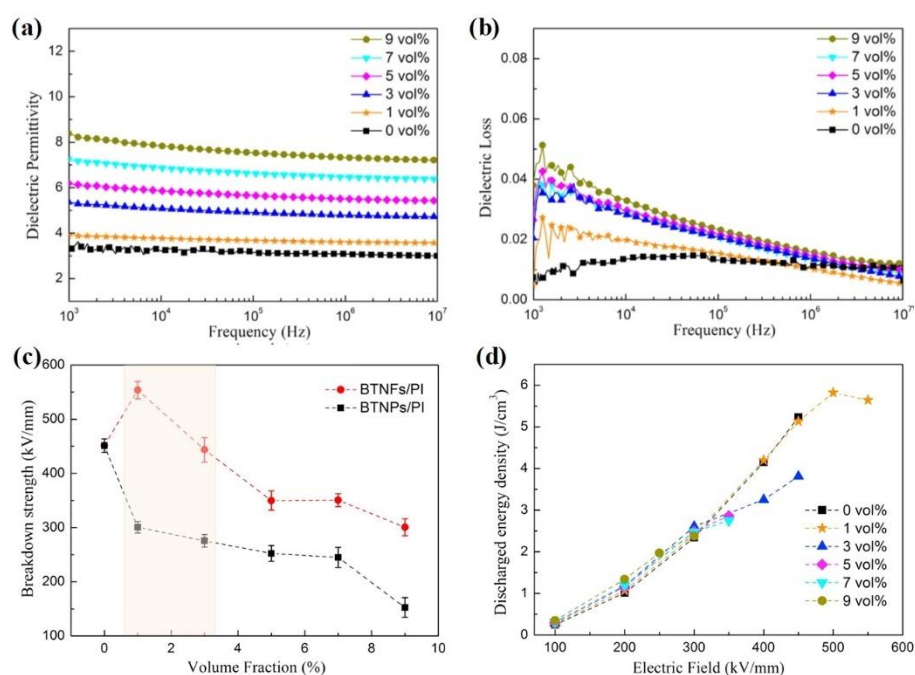 (a)
12
10
8
6
4
2
Dielectric Permittivity
9 vol%
7 vol%
5 vol%
3 vol%
1 vol%
0 vol%
10³ 10⁴ 10⁵ 10⁶ 10⁷
Frequency (Hz)
(b)
0.08
0.06
0.04
0.02
0.00
Dielectric Loss
9 vol%
7 vol%
5 vol%
3 vol%
1 vol%
0 vol%
10³ 10⁴ 10⁵ 10⁶ 10⁷
Frequency (Hz)
(c)
600
550
500
450
400
350
300
250
200
150
100
Breakdown strength (kV/mm)
BTNFs/PI
BTNPs/PI
0 2 4 6 8 10
Volume Fraction (%)
(d)
6
5
4
3
2
1
0
Discharged energy density (J/cm³)
0 vol%
1 vol%
3 vol%
5 vol%
7 vol%
9 vol%
100 200 300 400 500 600
Electric Field (kV/mm)